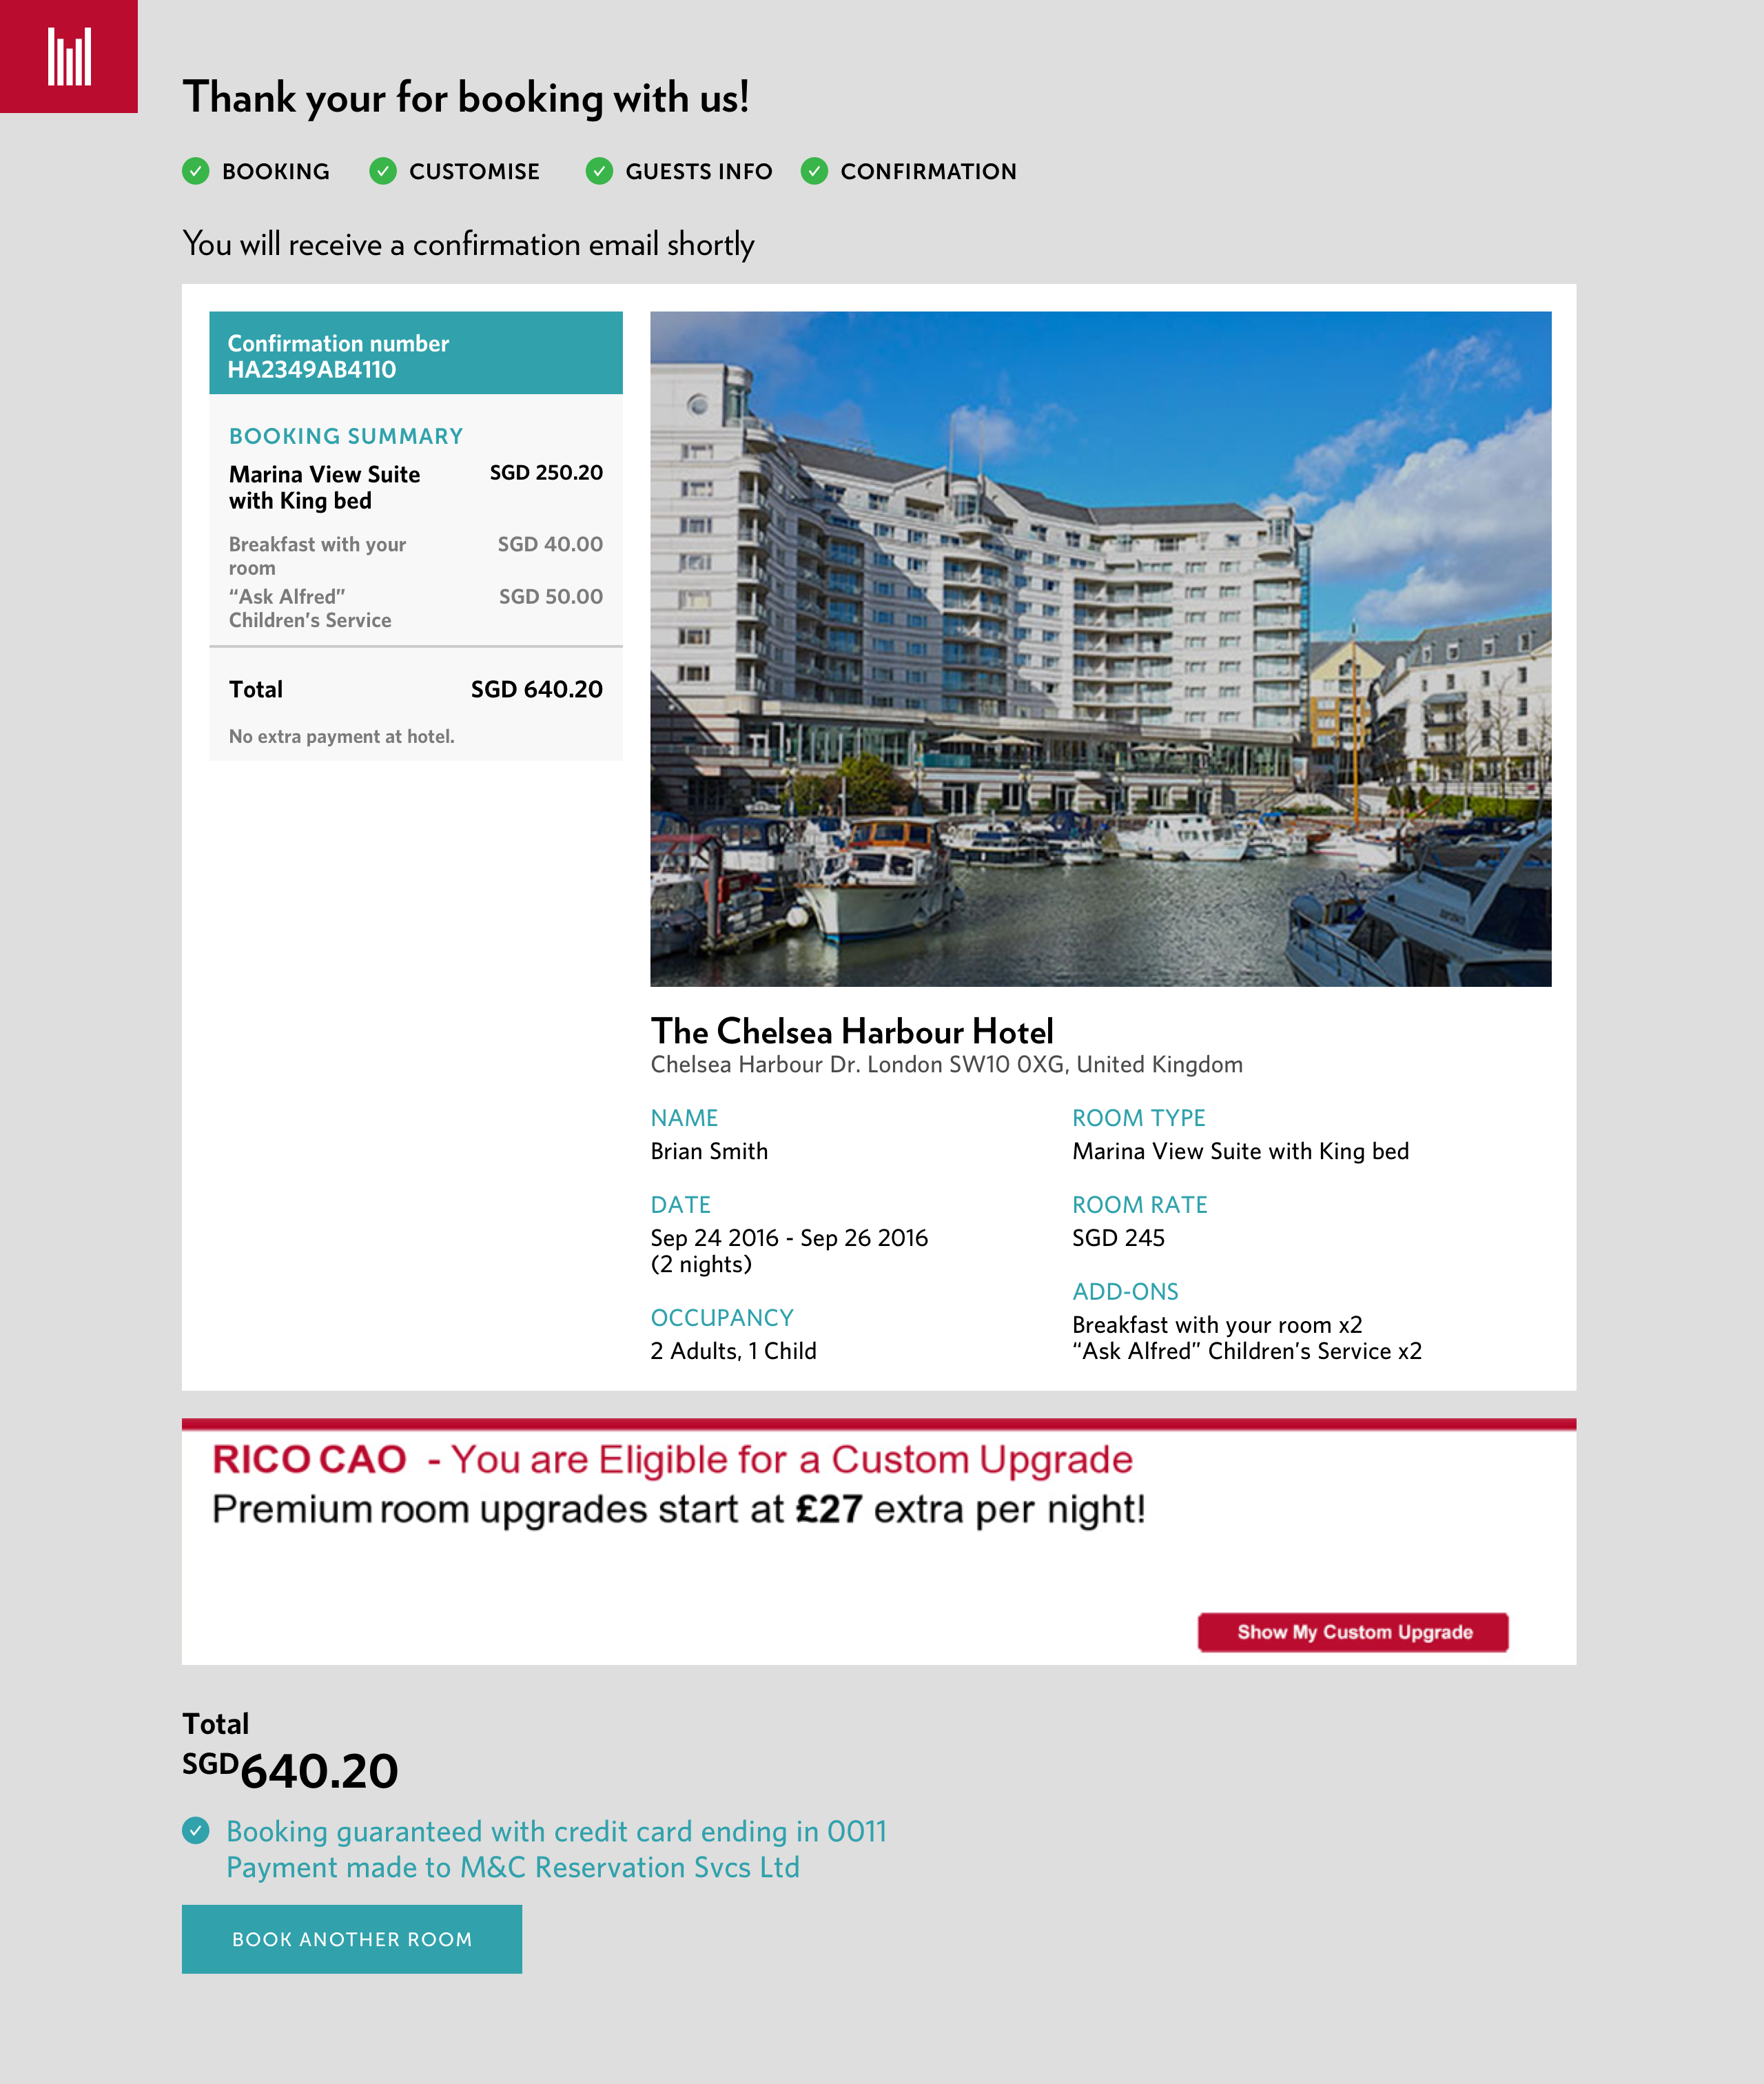 Thank your for booking with us!
BOOKING CUSTOMISE GUESTS INFO CONFIRMATION
You will receive a confirmation email shortly
Confirmation number
HA2349AB4110
BOOKING SUMMARY
Marina View Suite SGD 250.20
with King bed
Breakfast with your SGD 40.00
room
“Ask Alfred” SGD 50.00
Children’s Service
Total SGD 640.20
No extra payment at hotel.
The Chelsea Harbour Hotel
Chelsea Harbour Dr. London SW10 0XG, United Kingdom
NAME
Brian Smith
DATE
Sep 24 2016 - Sep 26 2016
(2 nights)
OCCUPANCY
2 Adults, 1 Child
ROOM TYPE
Marina View Suite with King bed
ROOM RATE
SGD 245
ADD-ONS
Breakfast with your room x2
“Ask Alfred” Children’s Service x2
RICO CAO - You are Eligible for a Custom Upgrade
Premium room upgrades start at £27 extra per night!
Show My Custom Upgrade
Total
SGD640.20
Booking guaranteed with credit card ending in 0011
Payment made to M&C Reservation Svcs Ltd
BOOK ANOTHER ROOM